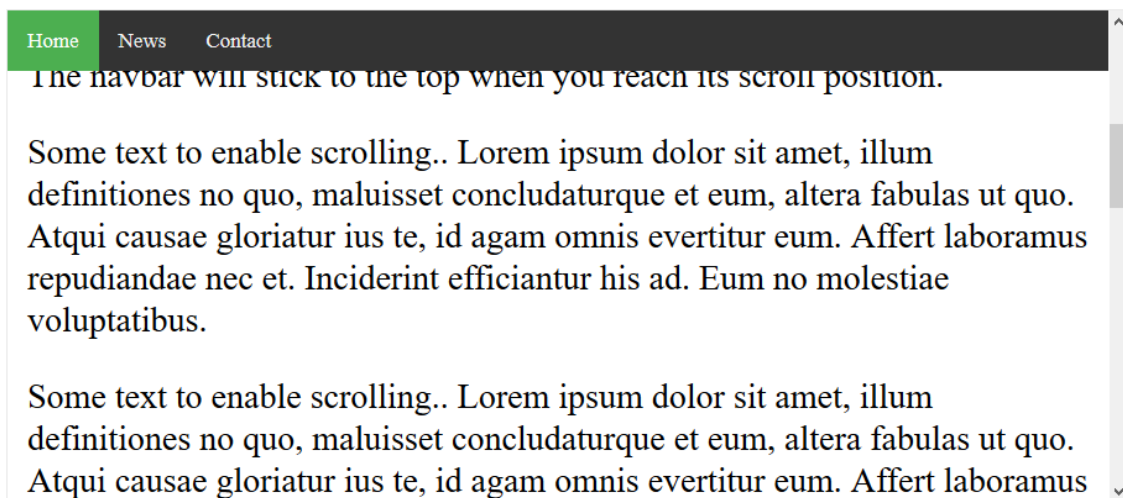 Home News Contact
The navbar will stick to the top when you reach its scroll position.
Some text to enable scrolling.. Lorem ipsum dolor sit amet, illum
definitiones no quo, maluisset concludaturque et eum, altera fabulas ut quo.
Atqui causae gloriatur ius te, id agam omnis evertitur eum. Affert laboramus
repudiandae nec et. Inciderint efficiantur his ad. Eum no molestiae
voluptatibus.
Some text to enable scrolling.. Lorem ipsum dolor sit amet, illum
definitiones no quo, maluisset concludaturque et eum, altera fabulas ut quo.
Atqui causae gloriatur ius te, id agam omnis evertitur eum. Affert laboramus